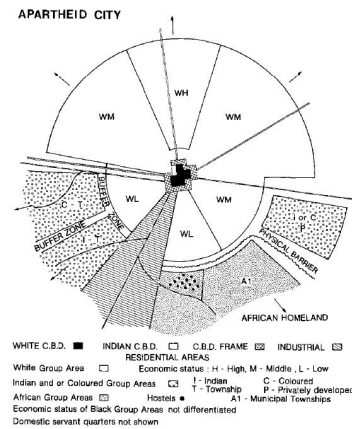 APARTHEID CITY
WH
WM
WM
WL
WM
WL
C T
BUFFER
ZONE
BUFFER ZONE
I T
I or C
P
PHYSICAL BARRIER
A1
AFRICAN HOMELAND
WHITE C.B.D. INDIAN C.B.D. C.B.D. FRAME INDUSTRIAL
RESIDENTIAL AREAS
White Group Area Economic status : H - High, M - Middle , L - Low
Indian and or Coloured Group Areas I - Indian C - Coloured
T - Township P - Privately developed
African Group Areas Hostels A1 - Municipal Townships
Economic status of Black Group Areas not differentiated
Domestic servant quarters not shown